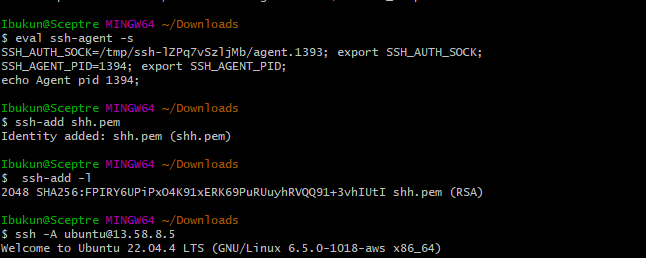 Ibukun@Sceptre MINGW64 ~/Downloads
$ eval ssh-agent -s
SSH_AUTH_SOCK=/tmp/ssh-lZPq7vSzljMb/agent.1393; export SSH_AUTH_SOCK;
SSH_AGENT_PID=1394; export SSH_AGENT_PID;
echo Agent pid 1394;
Ibukun@Sceptre MINGW64 ~/Downloads
$ ssh-add shh.pem
Identity added: shh.pem (shh.pem)
Ibukun@Sceptre MINGW64 ~/Downloads
$  ssh-add -l
2048 SHA256:FPIRY6UPiPxO4K91xERK69PuRUuyhRVQQ91+3vhIUtI shh.pem (RSA)
Ibukun@Sceptre MINGW64 ~/Downloads
$ ssh -A ubuntu@13.58.8.5
Welcome to Ubuntu 22.04.4 LTS (GNU/Linux 6.5.0-1018-aws x86_64)